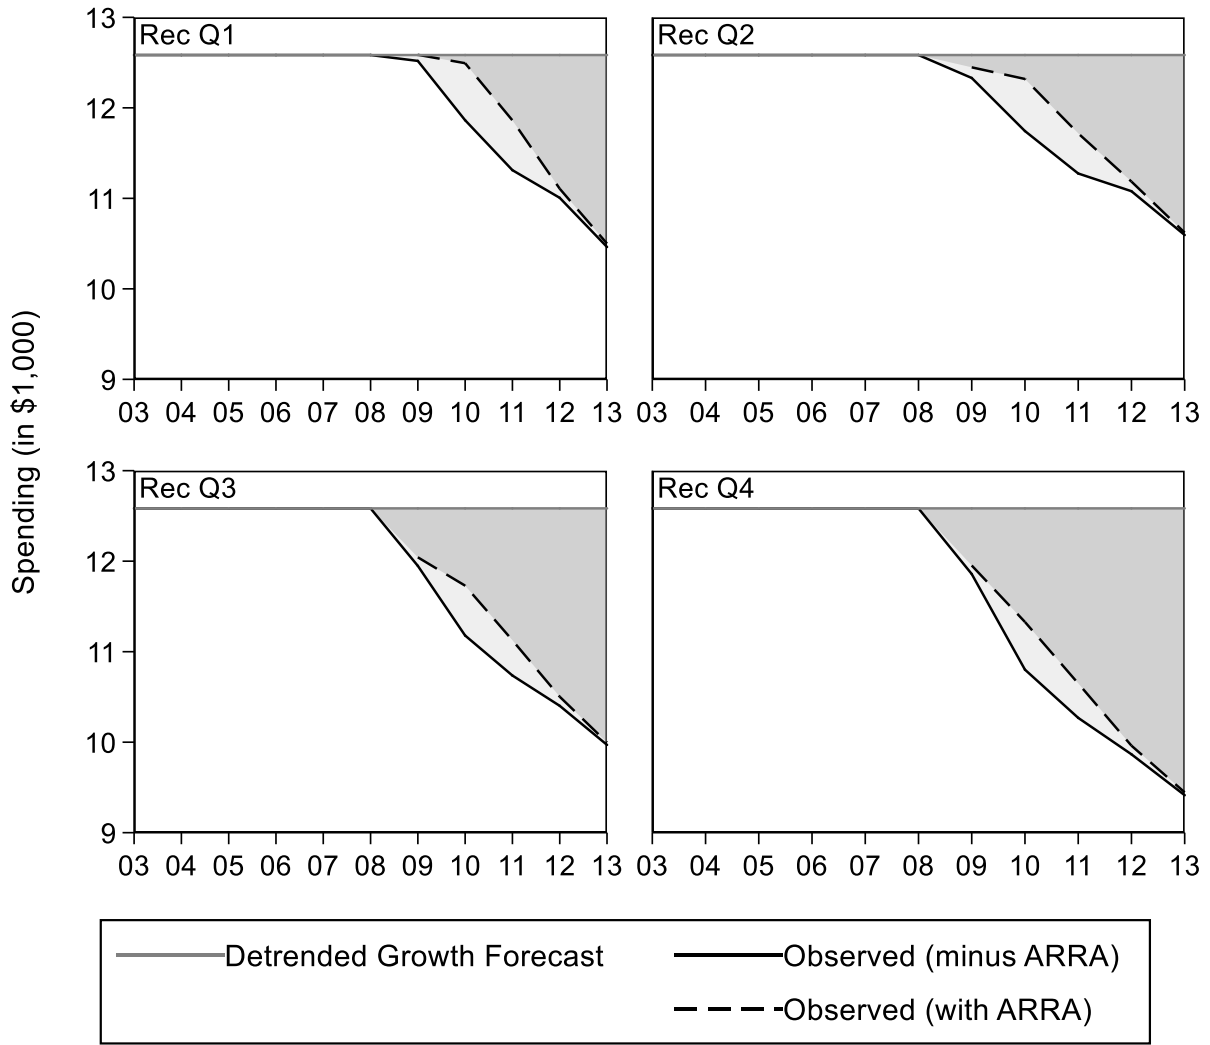 Spending (in $1,000)
Rec Q1
13
12
11
10
9
03 04 05 06 07 08 09 10 11 12 13
Rec Q2
03 04 05 06 07 08 09 10 11 12 13
Rec Q3
13
12
11
10
9
03 04 05 06 07 08 09 10 11 12 13
Rec Q4
03 04 05 06 07 08 09 10 11 12 13
Detrended Growth Forecast
Observed (minus ARRA)
Observed (with ARRA)